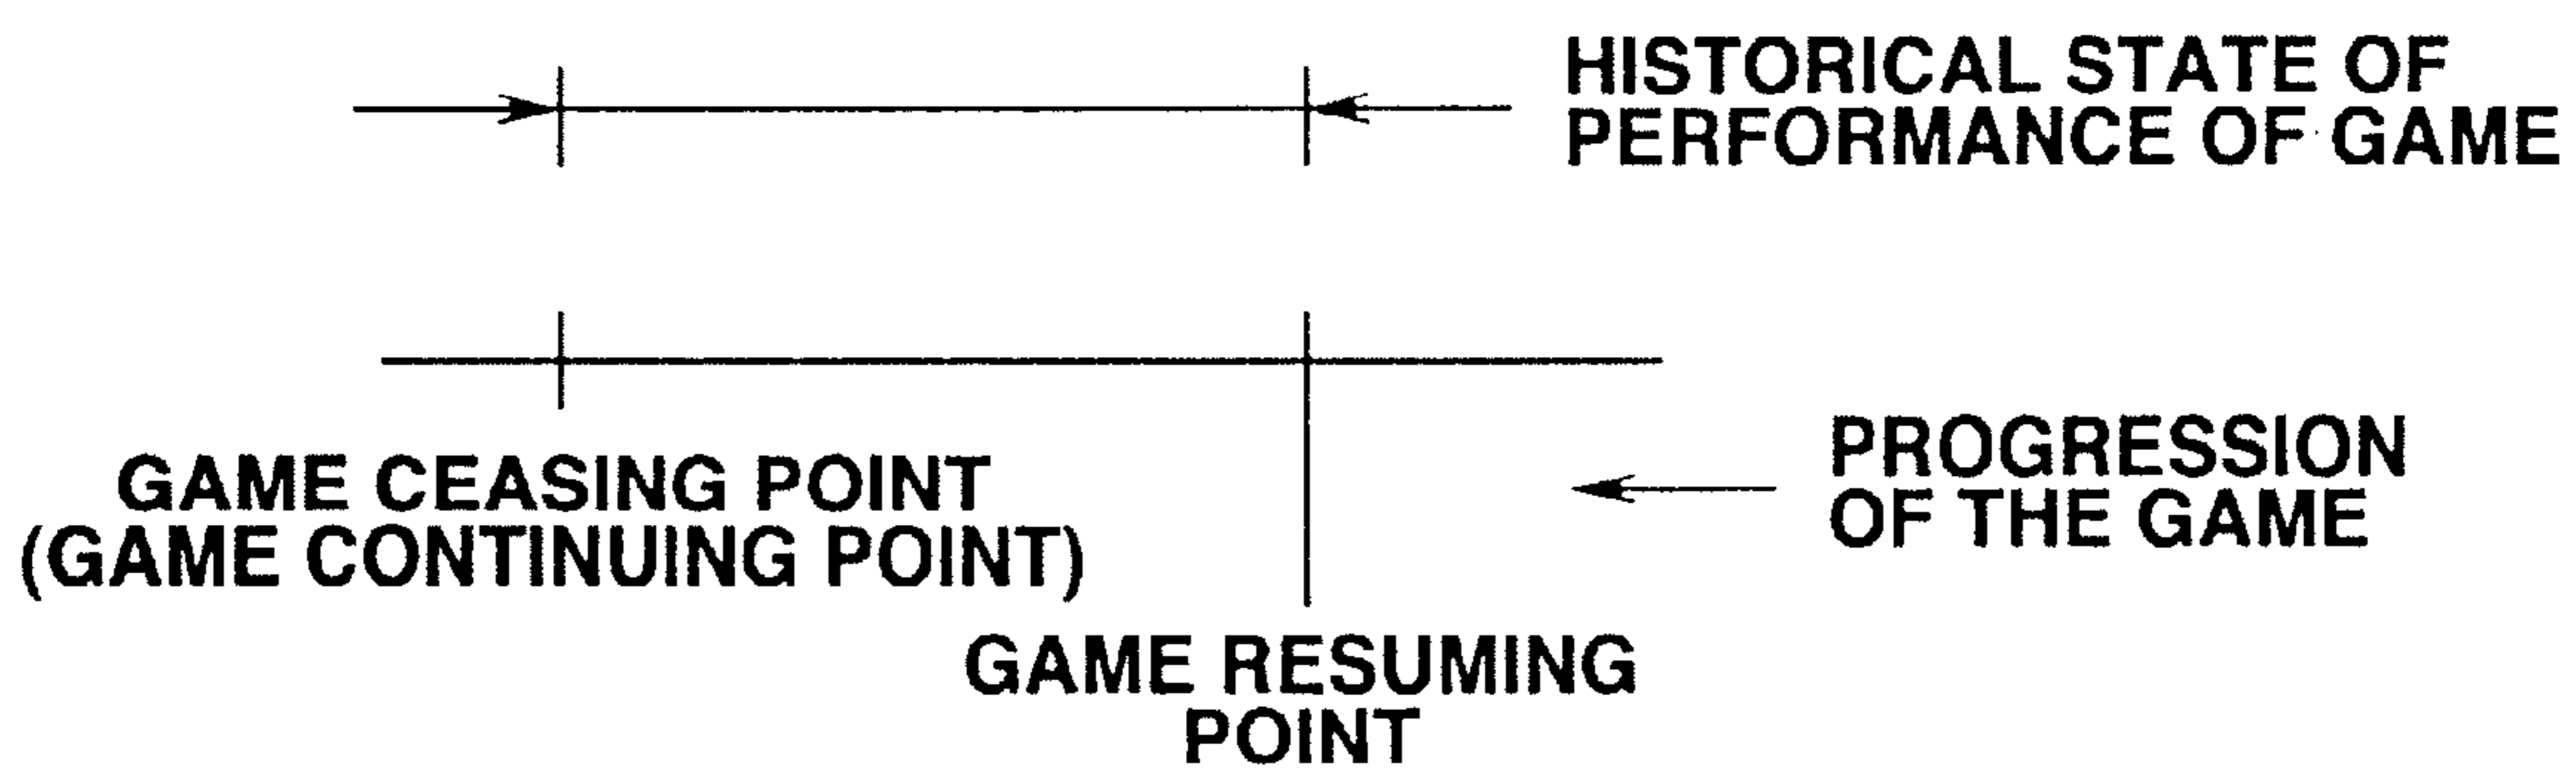 HISTORICAL STATE OF
PERFORMANCE OF GAME
GAME CEASING POINT
(GAME CONTINUING POINT)
PROGRESSION
OF THE GAME
GAME RESUMING
POINT